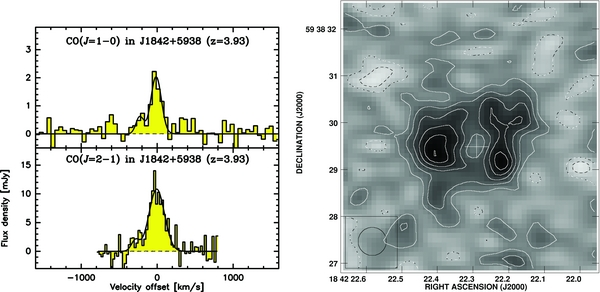 CO(J=1-0) in J1842+5938 (z=3.93)
3
2
1
0
CO(J=2-1) in J1842+5938 (z=3.93)
15
10
5
0
Flux density [mJy]
-1000 0 1000
Velocity offset [km/s]
59 38 32
31
30
29
28
27
DECLINATION (J2000)
18 42 22.6 22.5 22.4 22.3 22.2 22.1 22.0
RIGHT ASCENSION (J2000)